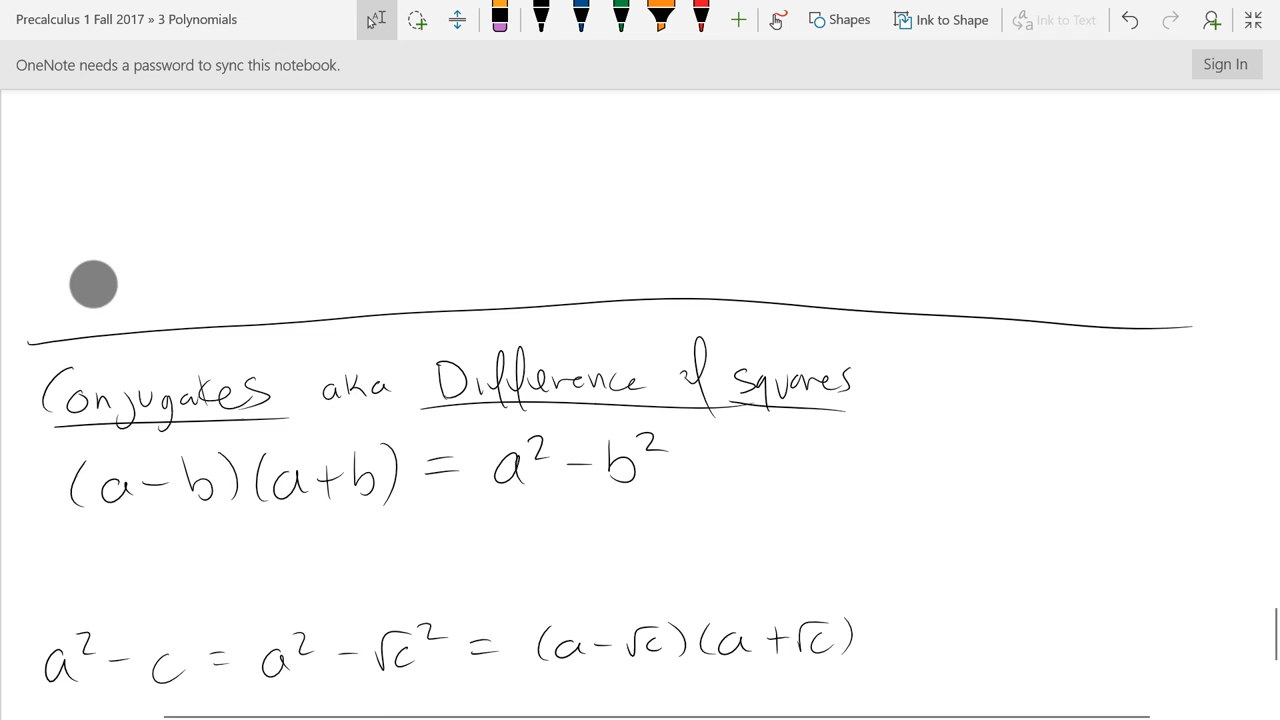 Precalculus 1 Fall 2017 » 3 Polynomials Shapes Ink to Shape Ink to Text
OneNote needs a password to sync this notebook. Sign In
Conjugates aka Difference of squares
(a-b)(a+b) = a² - b²
a² - c = a² - √c² = (a-√c)(a+√c)